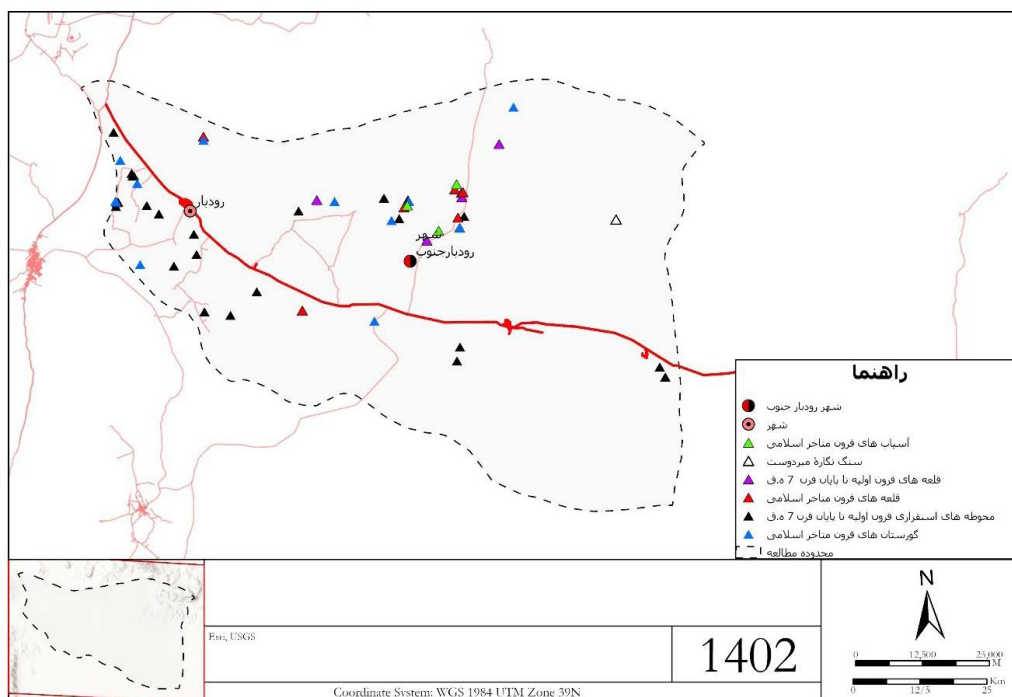 رودبار
شهر
رودبارجنوب
راهنما
شهر رودبار جنوب
شهر
آسیاب های قرون متاخر اسلامی
سنگ نگارهٔ میردوست
قلعه های قرون اولیه تا پایان قرن 7 ه.ق
قلعه های قرون متاخر اسلامی
محوطه های استقراری قرون اولیه تا پایان قرن 7 ه.ق
گورستان های قرون متاخر اسلامی
محدوده مطالعه
Esri, USGS
1402
Coordinate System: WGS 1984 UTM Zone 39N
N
0 12,500 25,000
M
Km
0 12/5 25